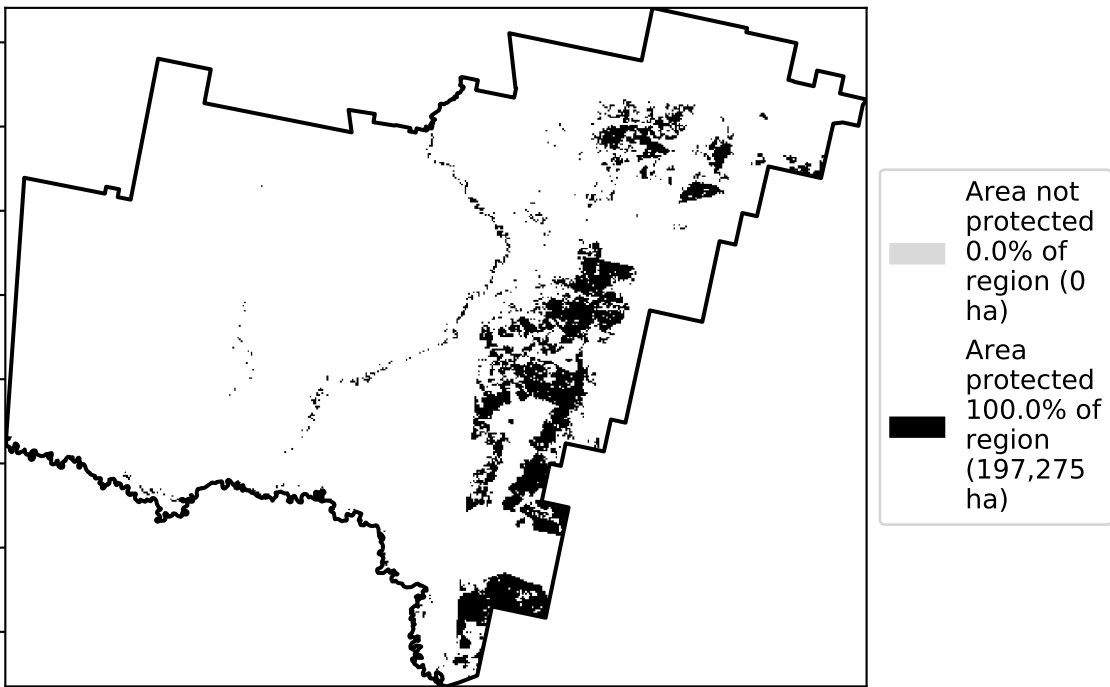 Area not
protected
0.0% of
region (0
ha)
Area
protected
100.0% of
region
(197,275
ha)